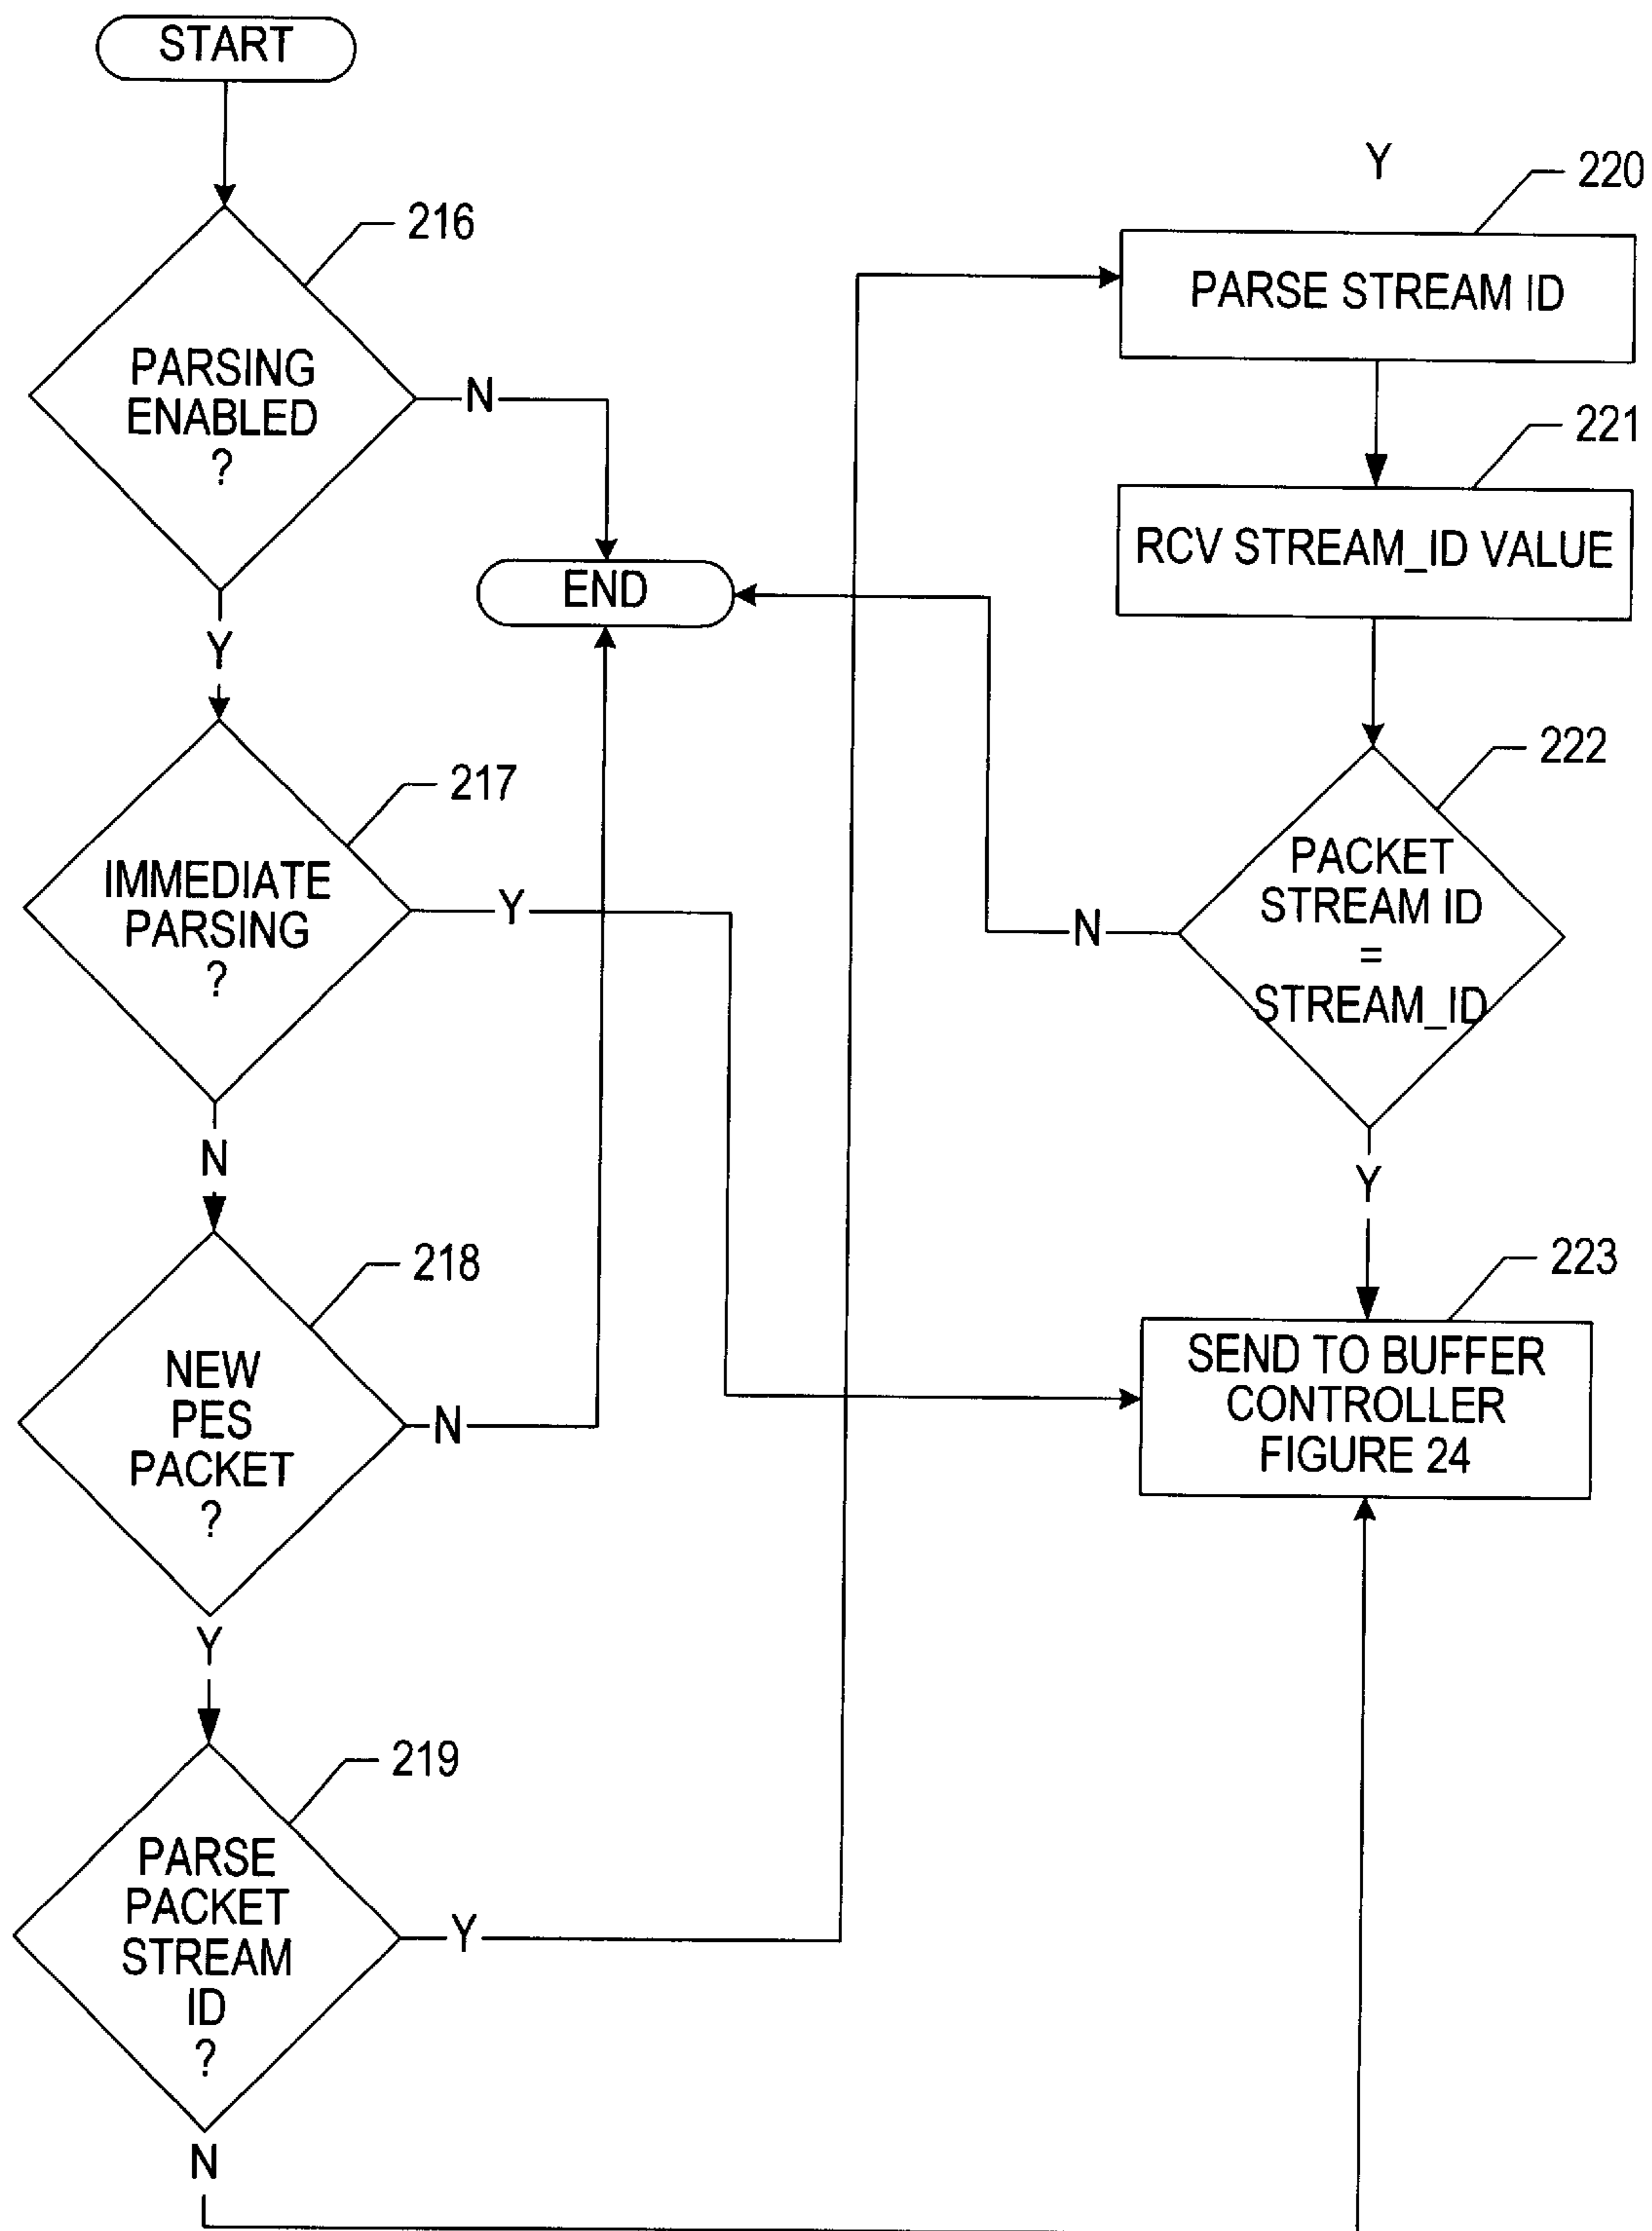 START
216
PARSING
ENABLED
?
N
Y
END
217
IMMEDIATE
PARSING
?
Y
N
218
NEW
PES
PACKET
?
N
Y
219
PARSE
PACKET
STREAM
ID
?
Y
N
Y
220
PARSE STREAM ID
221
RCV STREAM_ID VALUE
222
PACKET
STREAM ID
=
STREAM_ID
N
Y
223
SEND TO BUFFER
CONTROLLER
FIGURE 24